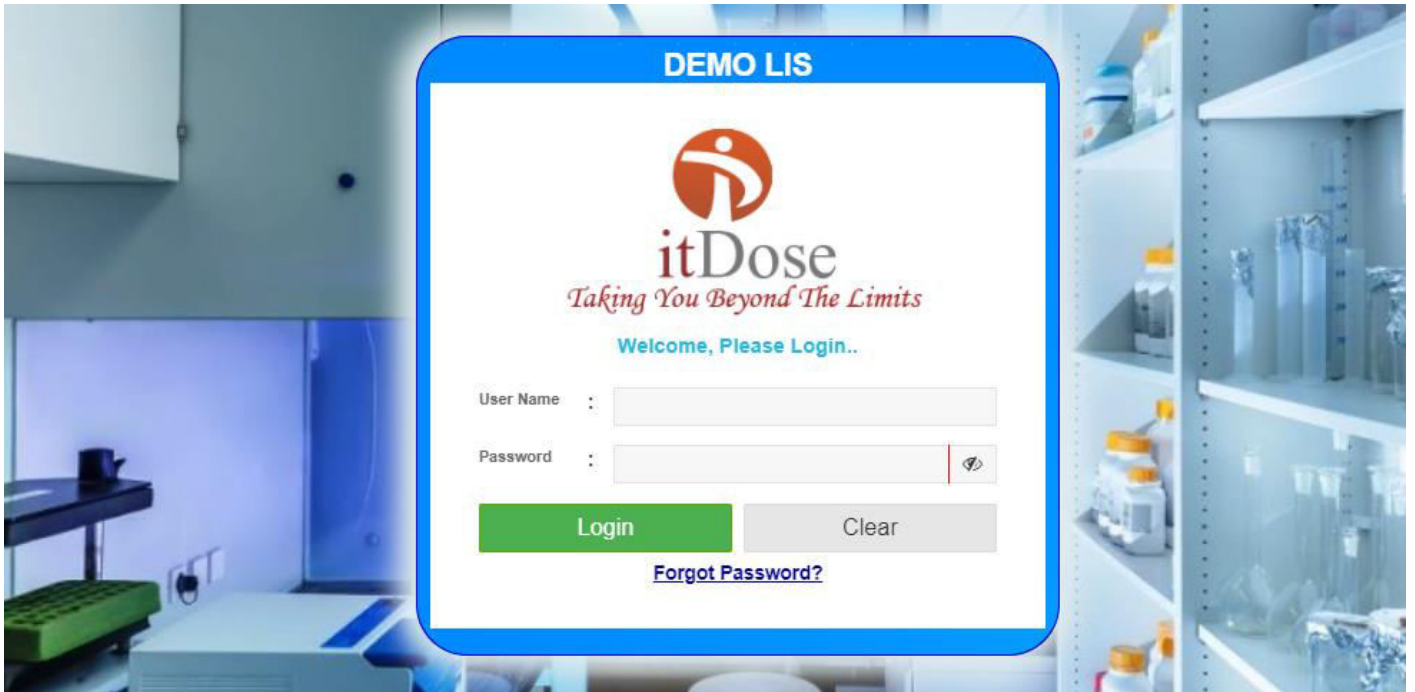 DEMO LIS
itDose
Taking You Beyond The Limits
Welcome, Please Login..
User Name :
Password :
Login Clear
Forgot Password?